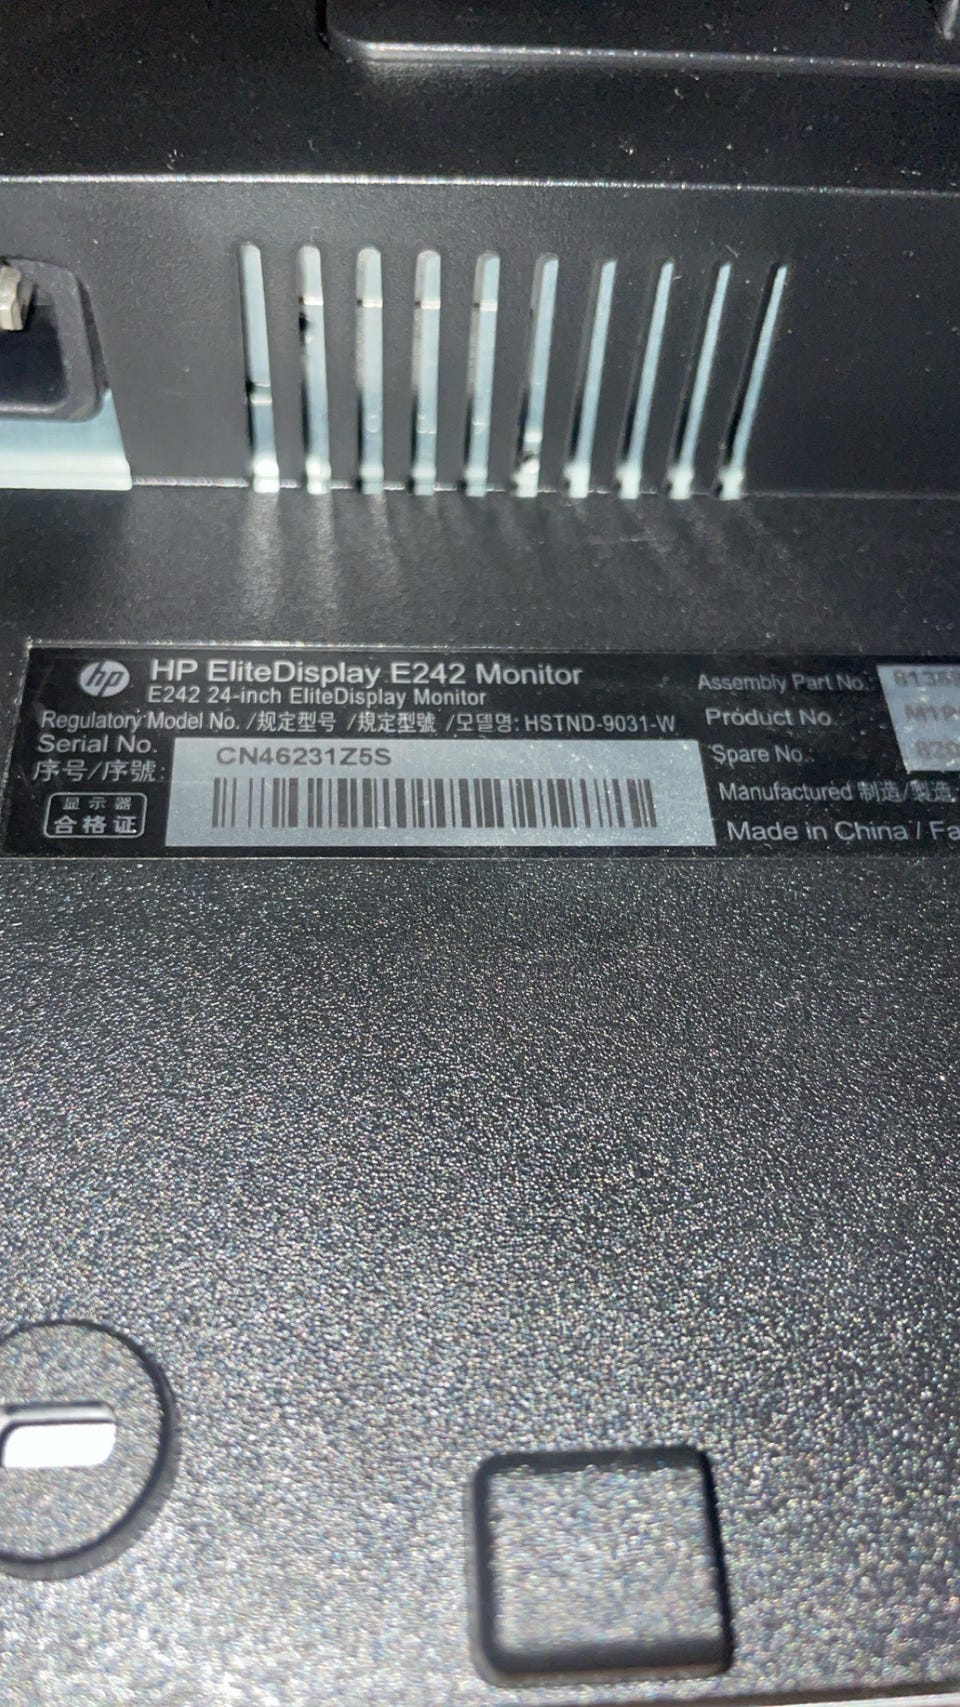 hp
HP EliteDisplay E242 Monitor
E242 24-inch EliteDisplay Monitor
Regulatory Model No. /规定型号 /規定型號 /모델명: HSTND-9031-W
Serial No.
序号/序號:
CN46231Z5S
显示器
合格证
Assembly Part No.:
Product No.:
Spare No.:
820
Manufactured 制造/製造
Made in China / Fa